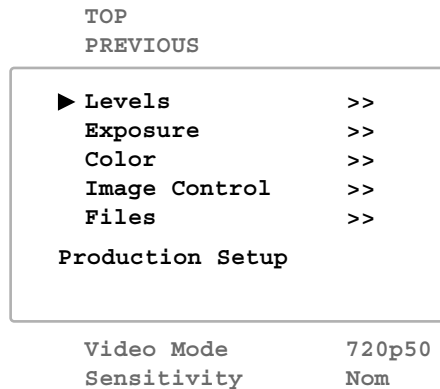 TOP
PREVIOUS
Levels >>
Exposure >>
Color >>
Image Control >>
Files >>
Production Setup
Video Mode 720p50
Sensitivity Nom